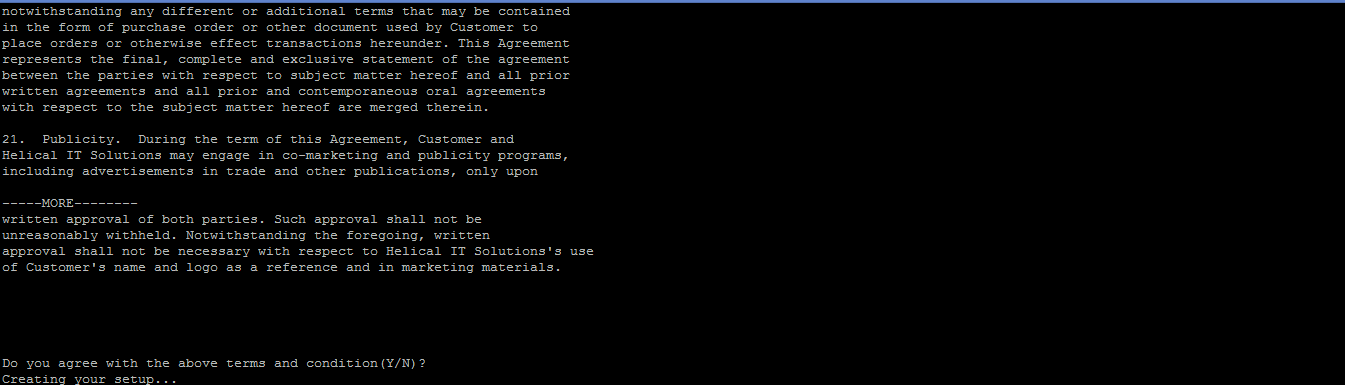 notwithstanding any different or additional terms that may be contained
in the form of purchase order or other document used by Customer to
place orders or otherwise effect transactions hereunder. This Agreement
represents the final, complete and exclusive statement of the agreement
between the parties with respect to subject matter hereof and all prior
written agreements and all prior and contemporaneous oral agreements
with respect to the subject matter hereof are merged therein.
21.  Publicity.  During the term of this Agreement, Customer and
Helical IT Solutions may engage in co-marketing and publicity programs,
including advertisements in trade and other publications, only upon
-----MORE--------
written approval of both parties. Such approval shall not be
unreasonably withheld. Notwithstanding the foregoing, written
approval shall not be necessary with respect to Helical IT Solutions's use
of Customer's name and logo as a reference and in marketing materials.
Do you agree with the above terms and condition(Y/N)?
Creating your setup...